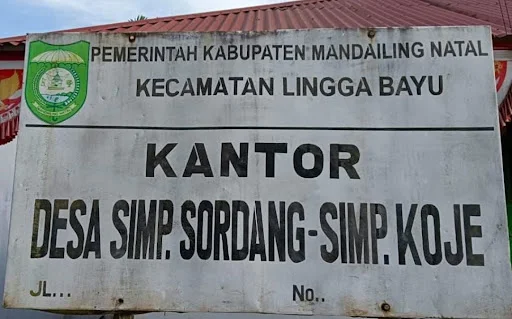 PEMERINTAH KABUPATEN MANDAILING NATAL
KECAMATAN LINGGA BAYU
KANTOR
DESA SIMP. SORDANG-SIMP. KOJE
JL... No..